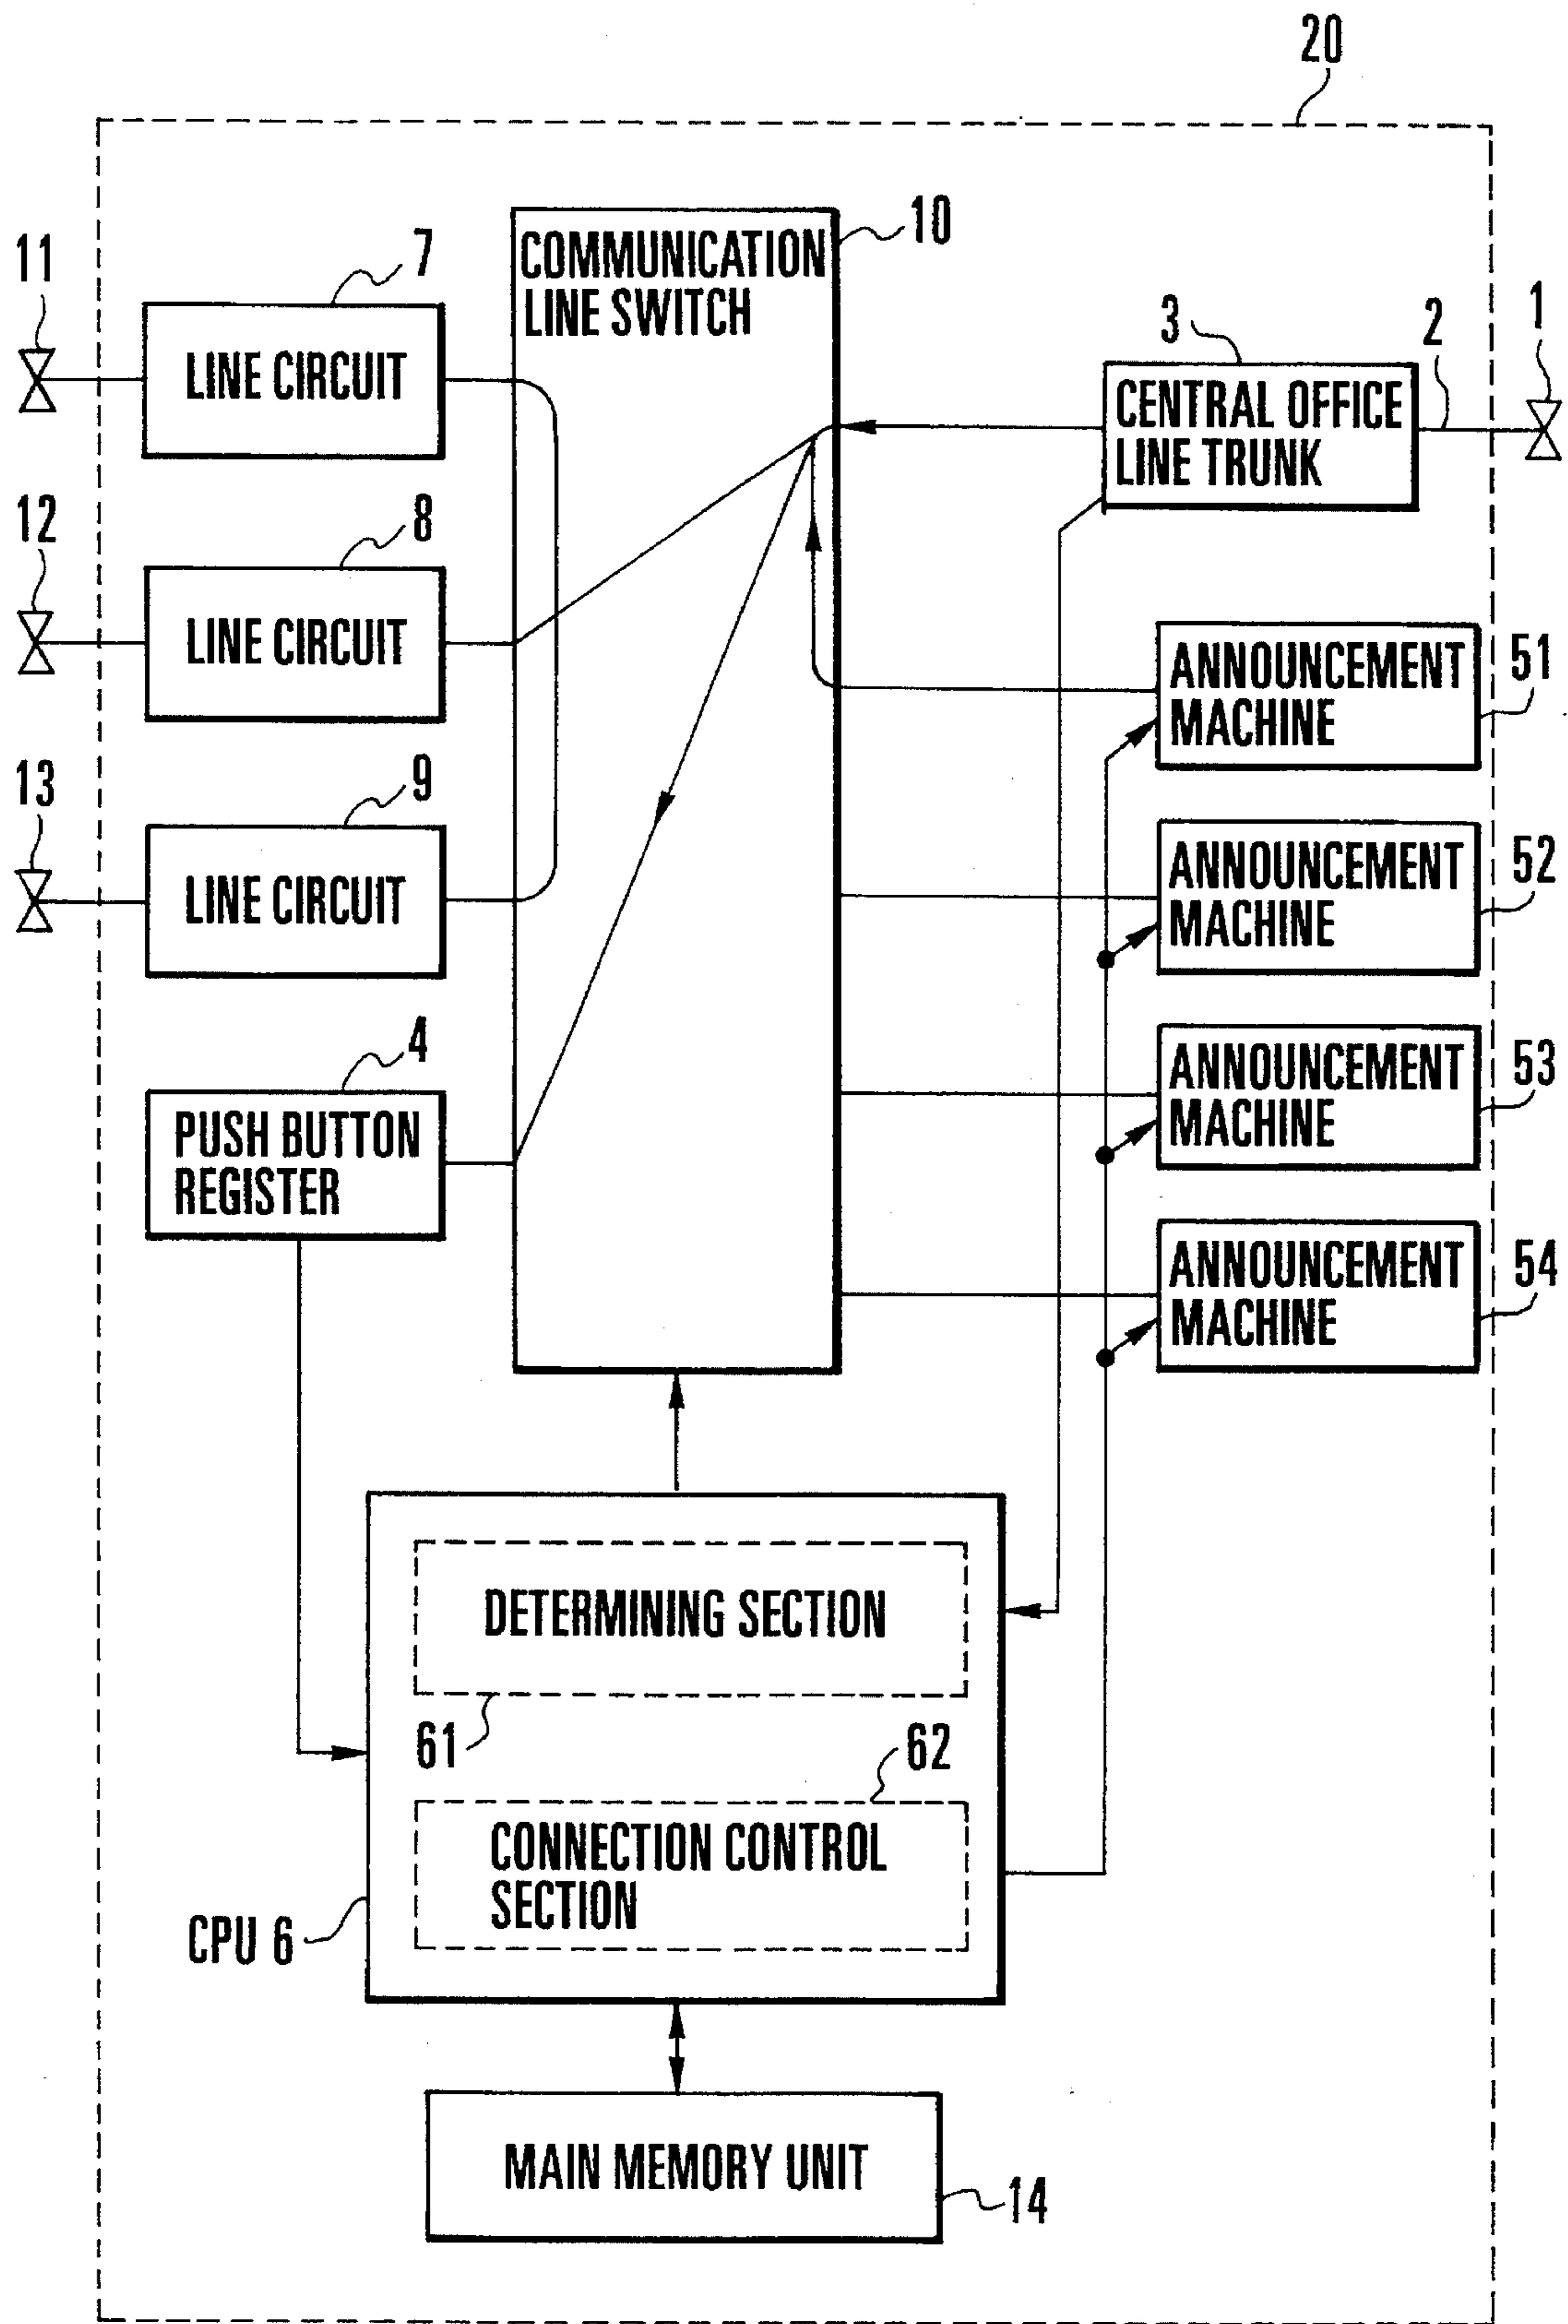 20
10
COMMUNICATION
LINE SWITCH
11
7
LINE CIRCUIT
3
2
1
CENTRAL OFFICE
LINE TRUNK
12
8
LINE CIRCUIT
ANNOUNCEMENT
MACHINE
51
13
9
LINE CIRCUIT
ANNOUNCEMENT
MACHINE
52
4
PUSH BUTTON
REGISTER
ANNOUNCEMENT
MACHINE
53
ANNOUNCEMENT
MACHINE
54
DETERMINING SECTION
61
62
CONNECTION CONTROL
SECTION
CPU 6
MAIN MEMORY UNIT
14